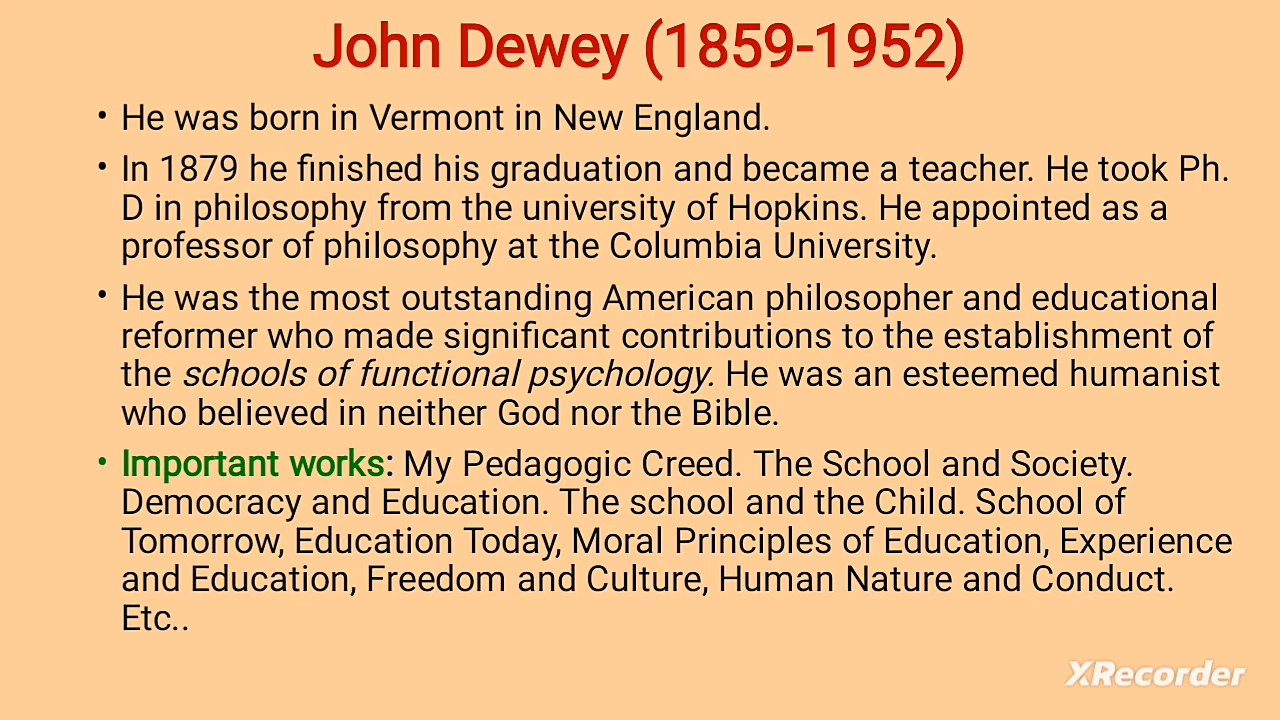 John Dewey (1859-1952)
• He was born in Vermont in New England.
• In 1879 he finished his graduation and became a teacher. He took Ph.
D in philosophy from the university of Hopkins. He appointed as a
professor of philosophy at the Columbia University.
• He was the most outstanding American philosopher and educational
reformer who made significant contributions to the establishment of
the schools of functional psychology. He was an esteemed humanist
who believed in neither God nor the Bible.
• Important works: My Pedagogic Creed. The School and Society.
Democracy and Education. The school and the Child. School of
Tomorrow, Education Today, Moral Principles of Education, Experience
and Education, Freedom and Culture, Human Nature and Conduct.
Etc..
XRecorder